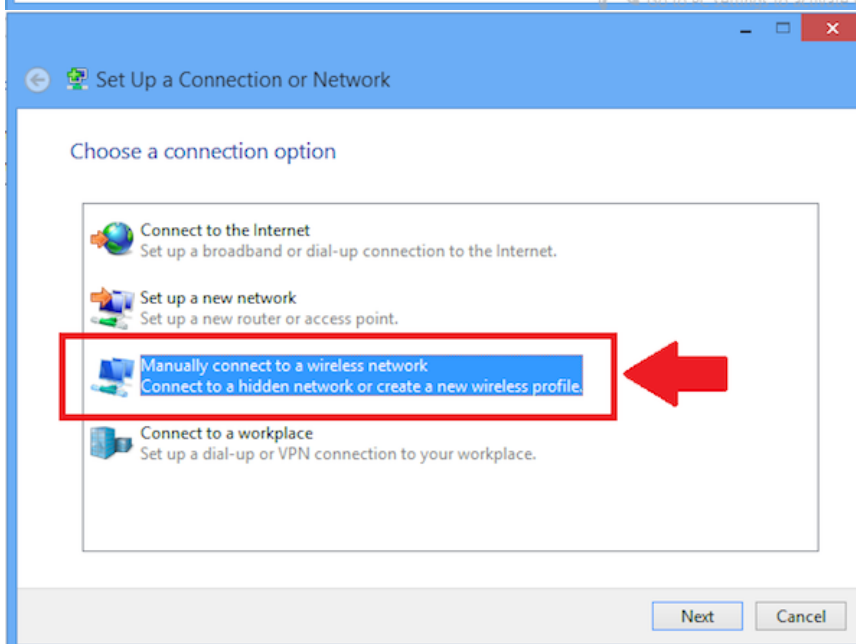 Set Up a Connection or Network
Choose a connection option
Connect to the Internet
Set up a broadband or dial-up connection to the Internet.
Set up a new network
Set up a new router or access point.
Manually connect to a wireless network
Connect to a hidden network or create a new wireless profile.
Connect to a workplace
Set up a dial-up or VPN connection to your workplace.
Next
Cancel